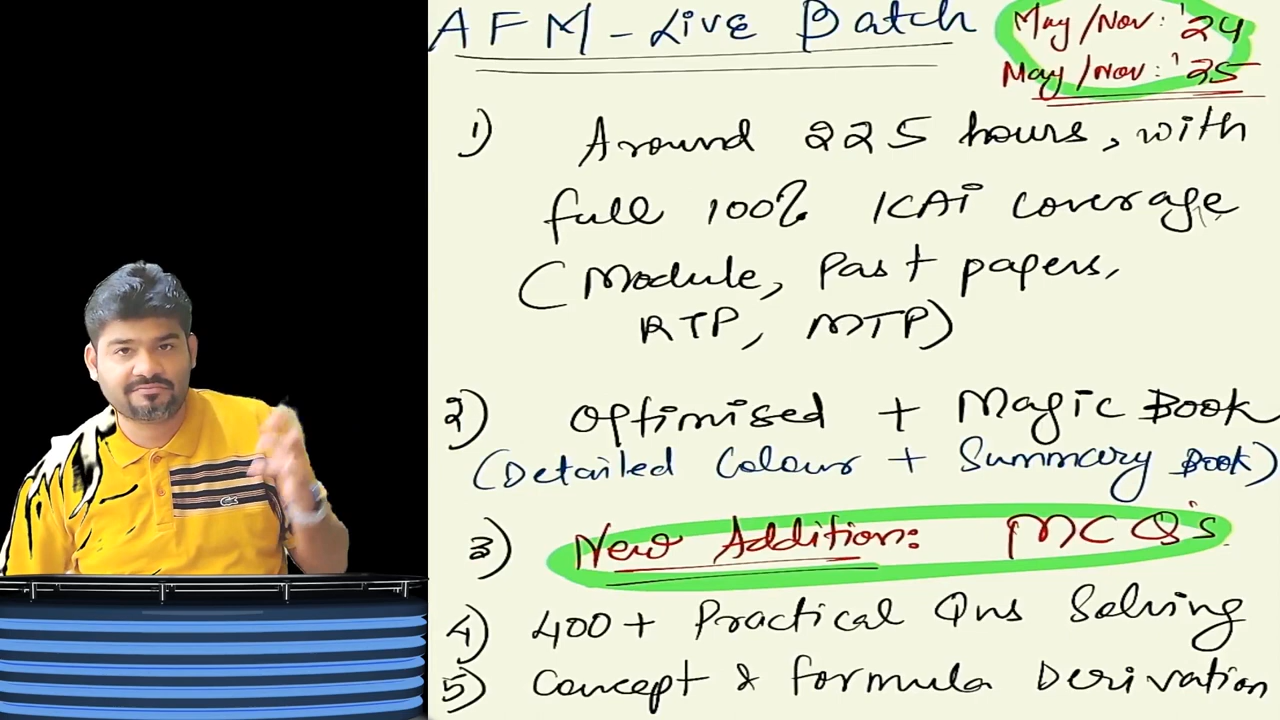 AFM - Live Batch
May/Nov: '24
May/Nov: '25
1) Around 225 hours, with
full 100% ICAI coverage
(Module, Past papers,
RTP, MTP)
2) Optimised + Magic Book
(Detailed Colour + Summary Book)
3) New Addition: MCQ's
4) 400+ Practical Qns Solving
5) Concept & formula Derivation